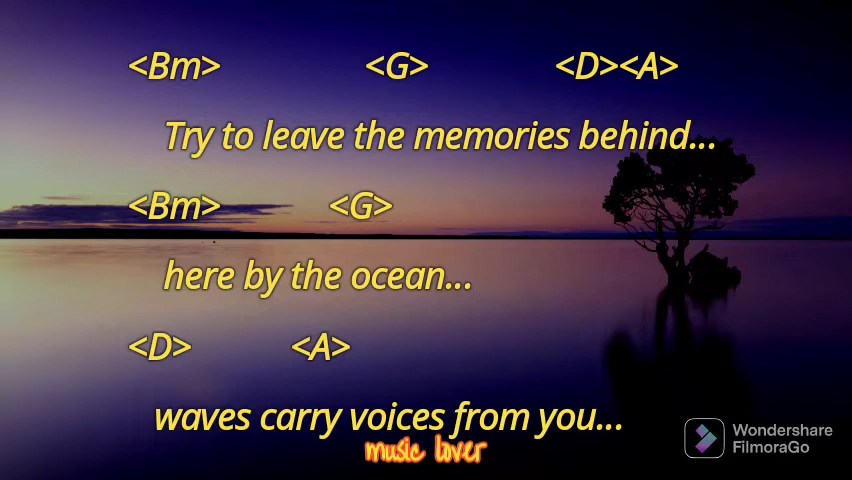 <Bm> <G> <D><A>
Try to leave the memories behind...
<Bm> <G>
here by the ocean...
<D> <A>
waves carry voices from you...
music lover
Wondershare
FilmoraGo